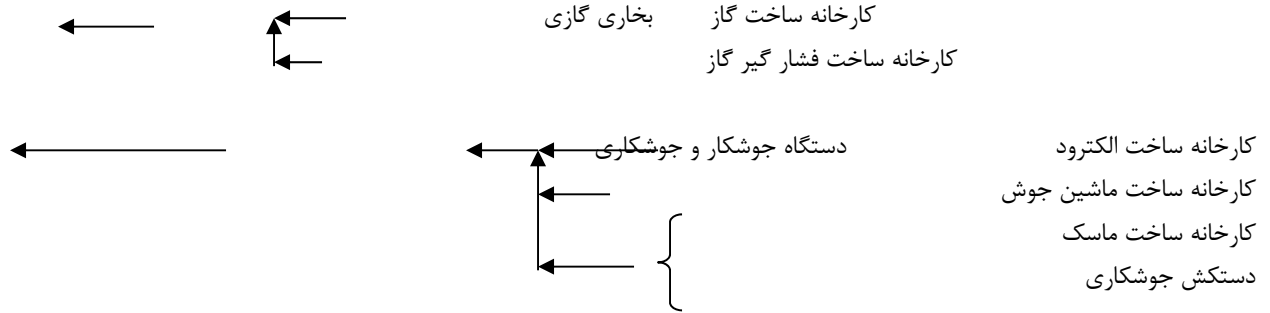 کارخانه ساخت گاز بخاری گازی
کارخانه ساخت فشار گیر گاز
کارخانه ساخت الکترود دستگاه جوشکار و جوشکاری
کارخانه ساخت ماشین جوش
کارخانه ساخت ماسک
دستکش جوشکاری